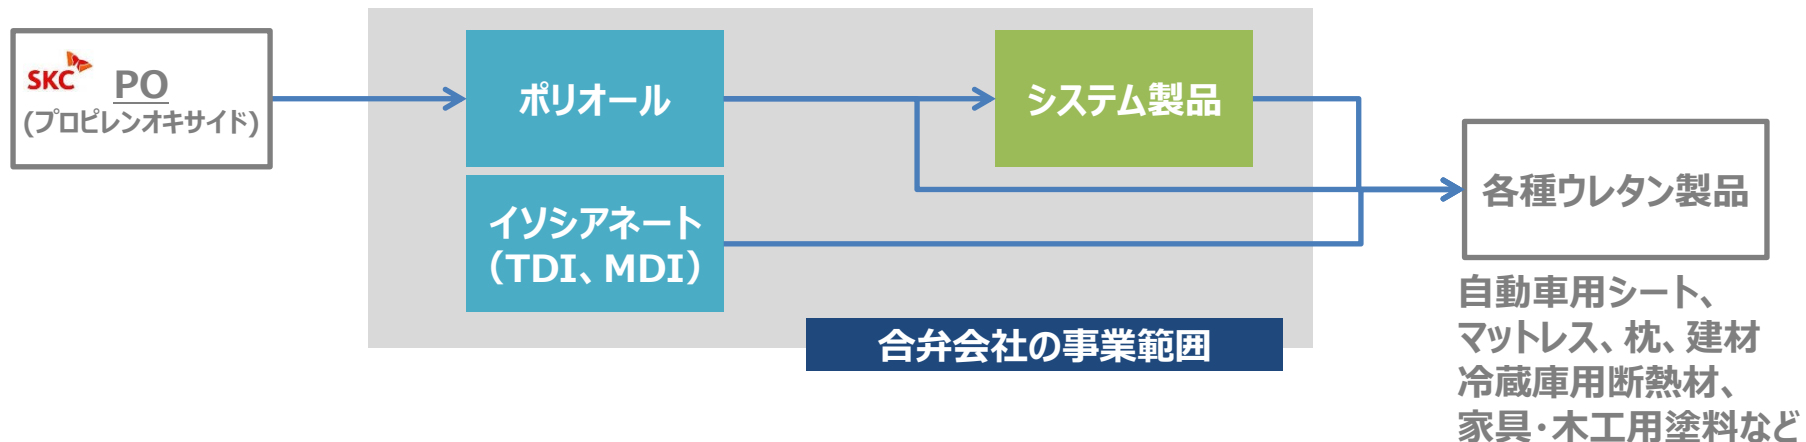 SKC
PO
(プロピレンオキサイド)
ポリオール
イソシアネート
（TDI、MDI）
システム製品
合弁会社の事業範囲
各種ウレタン製品
自動車用シート、
マットレス、枕、建材
冷蔵庫用断熱材、
家具・木工用塗料など